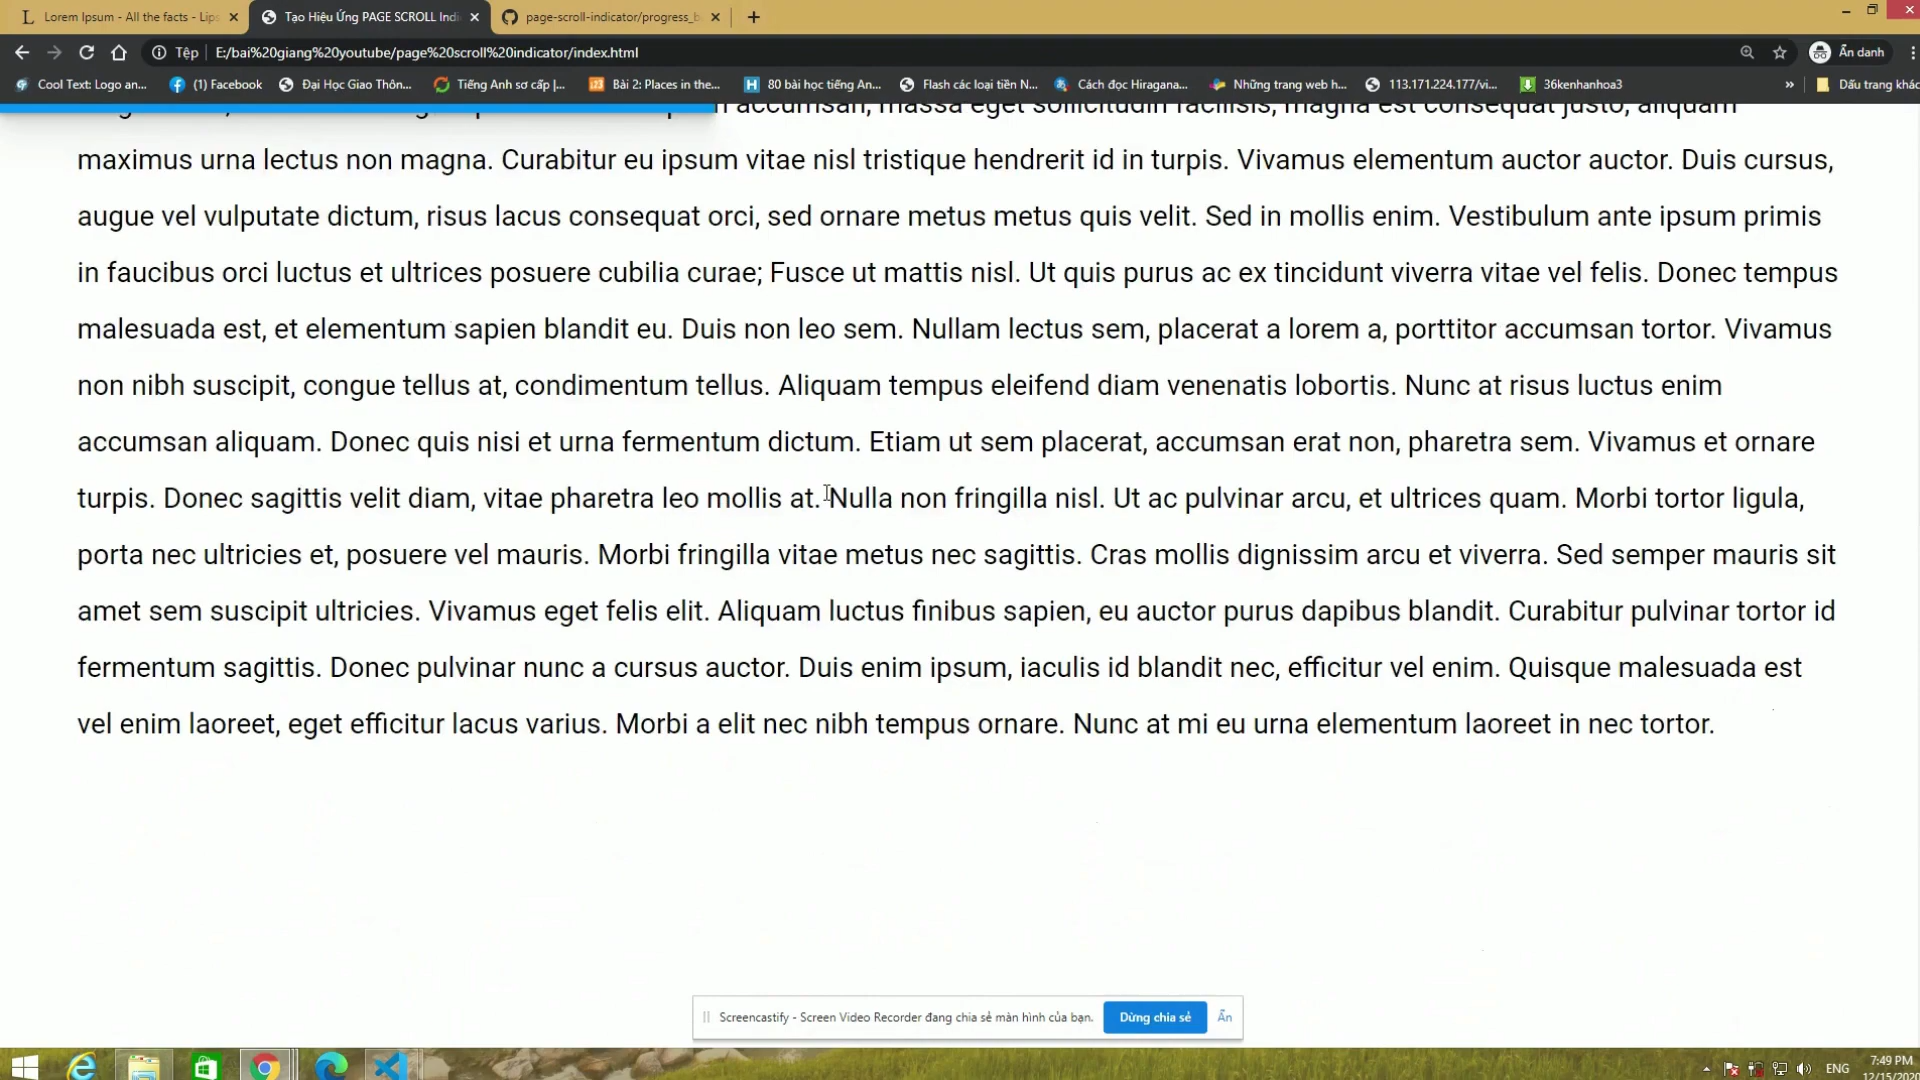 Lorem Ipsum - All the facts - Lips
Tạo Hiệu Ứng PAGE SCROLL Indi
page-scroll-indicator/progress_b
Tệp
E:/bai%20giang%20youtube/page%20scroll%20indicator/index.html
Ẩn danh
Cool Text: Logo an...
(1) Facebook
Đại Học Giao Thôn...
Tiếng Anh sơ cấp |...
Bài 2: Places in the...
80 bài học tiếng An...
Flash các loại tiền N...
Cách đọc Hiragana...
Những trang web h...
113.171.224.177/vi...
36kenhanhoa3
»
Dấu trang khác
accumsan, massa eget sollicitudin facilisis, magna est consequat justo, aliquam
maximus urna lectus non magna. Curabitur eu ipsum vitae nisl tristique hendrerit id in turpis. Vivamus elementum auctor auctor. Duis cursus,
augue vel vulputate dictum, risus lacus consequat orci, sed ornare metus metus quis velit. Sed in mollis enim. Vestibulum ante ipsum primis
in faucibus orci luctus et ultrices posuere cubilia curae; Fusce ut mattis nisl. Ut quis purus ac ex tincidunt viverra vitae vel felis. Donec tempus
malesuada est, et elementum sapien blandit eu. Duis non leo sem. Nullam lectus sem, placerat a lorem a, porttitor accumsan tortor. Vivamus
non nibh suscipit, congue tellus at, condimentum tellus. Aliquam tempus eleifend diam venenatis lobortis. Nunc at risus luctus enim
accumsan aliquam. Donec quis nisi et urna fermentum dictum. Etiam ut sem placerat, accumsan erat non, pharetra sem. Vivamus et ornare
turpis. Donec sagittis velit diam, vitae pharetra leo mollis at. Nulla non fringilla nisl. Ut ac pulvinar arcu, et ultrices quam. Morbi tortor ligula,
porta nec ultricies et, posuere vel mauris. Morbi fringilla vitae metus nec sagittis. Cras mollis dignissim arcu et viverra. Sed semper mauris sit
amet sem suscipit ultricies. Vivamus eget felis elit. Aliquam luctus finibus sapien, eu auctor purus dapibus blandit. Curabitur pulvinar tortor id
fermentum sagittis. Donec pulvinar nunc a cursus auctor. Duis enim ipsum, iaculis id blandit nec, efficitur vel enim. Quisque malesuada est
vel enim laoreet, eget efficitur lacus varius. Morbi a elit nec nibh tempus ornare. Nunc at mi eu urna elementum laoreet in nec tortor.
Screencastify - Screen Video Recorder đang chia sẻ màn hình của bạn.
Dừng chia sẻ
Ẩn
ENG
7:49 PM
12/15/2020